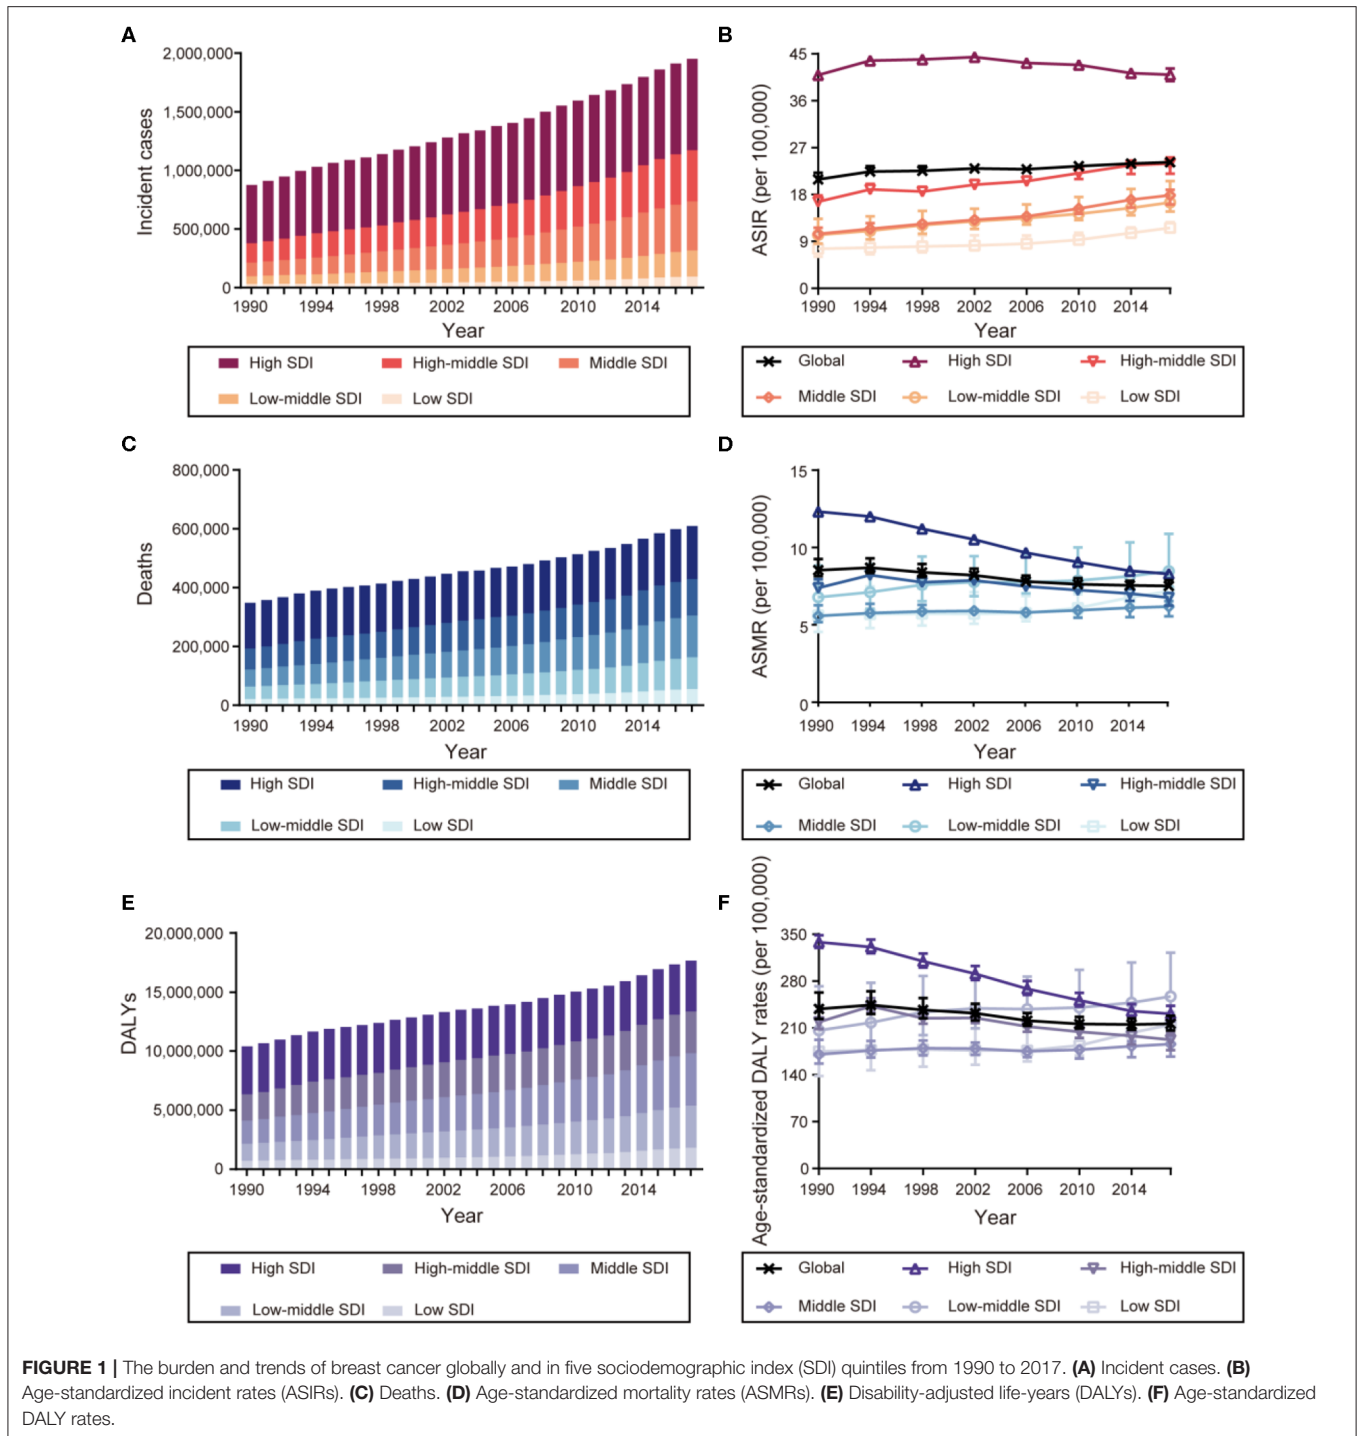 A
2,000,000
1,500,000
1,000,000
500,000
0
Incident cases
1990 1994 1998 2002 2006 2010 2014
Year
High SDI High-middle SDI Middle SDI
Low-middle SDI Low SDI
B
45
36
27
18
9
0
ASIR (per 100,000)
1990 1994 1998 2002 2006 2010 2014
Year
Global High SDI High-middle SDI
Middle SDI Low-middle SDI Low SDI
C
800,000
600,000
400,000
200,000
0
Deaths
1990 1994 1998 2002 2006 2010 2014
Year
High SDI High-middle SDI Middle SDI
Low-middle SDI Low SDI
D
15
10
5
0
ASMR (per 100,000)
1990 1994 1998 2002 2006 2010 2014
Year
Global High SDI High-middle SDI
Middle SDI Low-middle SDI Low SDI
E
20,000,000
15,000,000
10,000,000
5,000,000
0
DALYs
1990 1994 1998 2002 2006 2010 2014
Year
High SDI High-middle SDI Middle SDI
Low-middle SDI Low SDI
F
350
280
210
140
70
0
Age-standardized DALY rates (per 100,000)
1990 1994 1998 2002 2006 2010 2014
Year
Global High SDI High-middle SDI
Middle SDI Low-middle SDI Low SDI
FIGURE 1 | The burden and trends of breast cancer globally and in five sociodemographic index (SDI) quintiles from 1990 to 2017. (A) Incident cases. (B)
Age-standardized incident rates (ASIRs). (C) Deaths. (D) Age-standardized mortality rates (ASMRs). (E) Disability-adjusted life-years (DALYs). (F) Age-standardized
DALY rates.